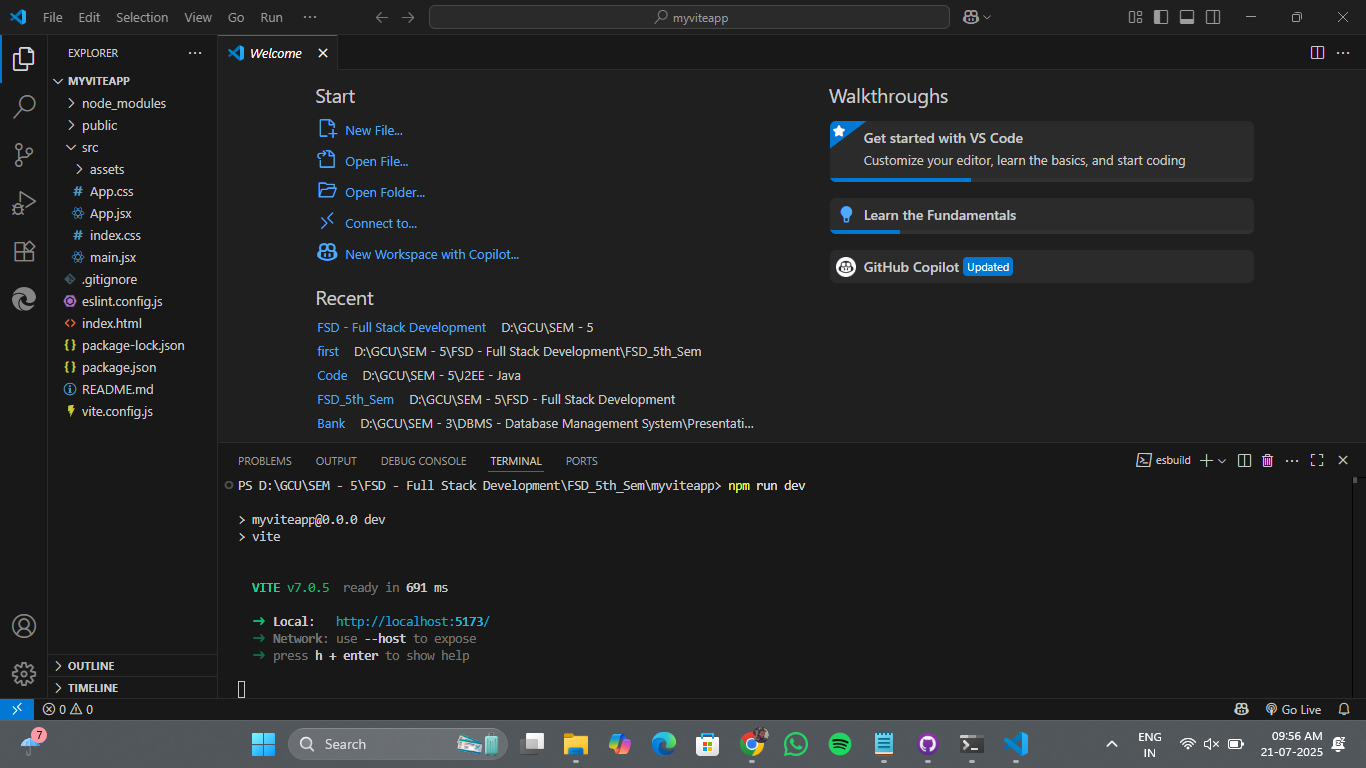 File Edit Selection View Go Run ···
myviteapp
EXPLORER
MYVITEAPP
node_modules
public
src
assets
# App.css
App.jsx
# index.css
main.jsx
.gitignore
eslint.config.js
<> index.html
{} package-lock.json
{} package.json
README.md
vite.config.js
OUTLINE
TIMELINE
Welcome
Start
New File...
Open File...
Open Folder...
Connect to...
New Workspace with Copilot...
Recent
FSD - Full Stack Development D:\GCU\SEM - 5
first D:\GCU\SEM - 5\FSD - Full Stack Development\FSD_5th_Sem
Code D:\GCU\SEM - 5\J2EE - Java
FSD_5th_Sem D:\GCU\SEM - 5\FSD - Full Stack Development
Bank D:\GCU\SEM - 3\DBMS - Database Management System\Presentati...
Walkthroughs
Get started with VS Code
Customize your editor, learn the basics, and start coding
Learn the Fundamentals
GitHub Copilot Updated
PROBLEMS OUTPUT DEBUG CONSOLE TERMINAL PORTS
esbuild
PS D:\GCU\SEM - 5\FSD - Full Stack Development\FSD_5th_Sem\myviteapp> npm run dev
> myviteapp@0.0.0 dev
> vite
VITE v7.0.5 ready in 691 ms
➜ Local: http://localhost:5173/
➜ Network: use --host to expose
➜ press h + enter to show help
0 0
Go Live
7
Search
ENG
IN
09:56 AM
21-07-2025